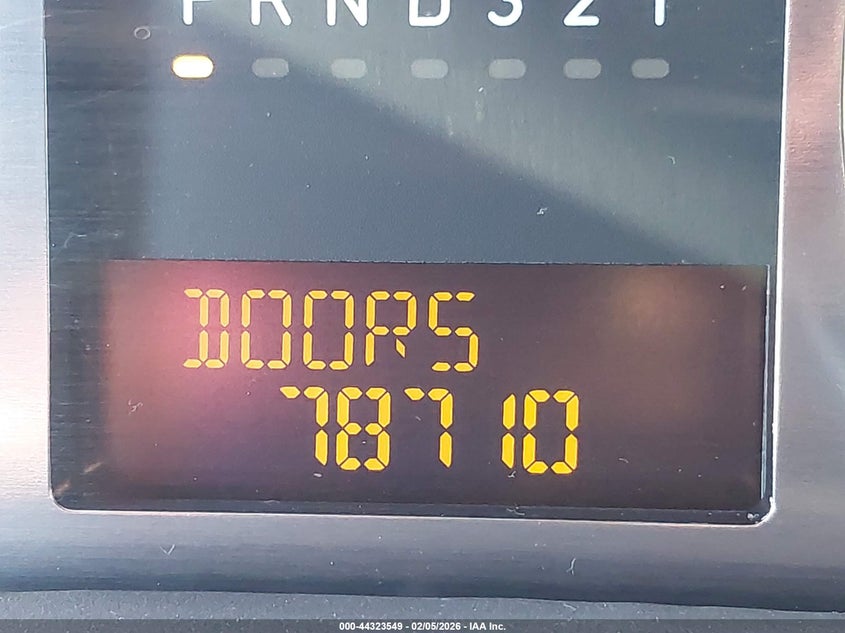 P R N D 3 2 1
DOORS
78710
000-44323549 - 02/05/2026 - IAA Inc.